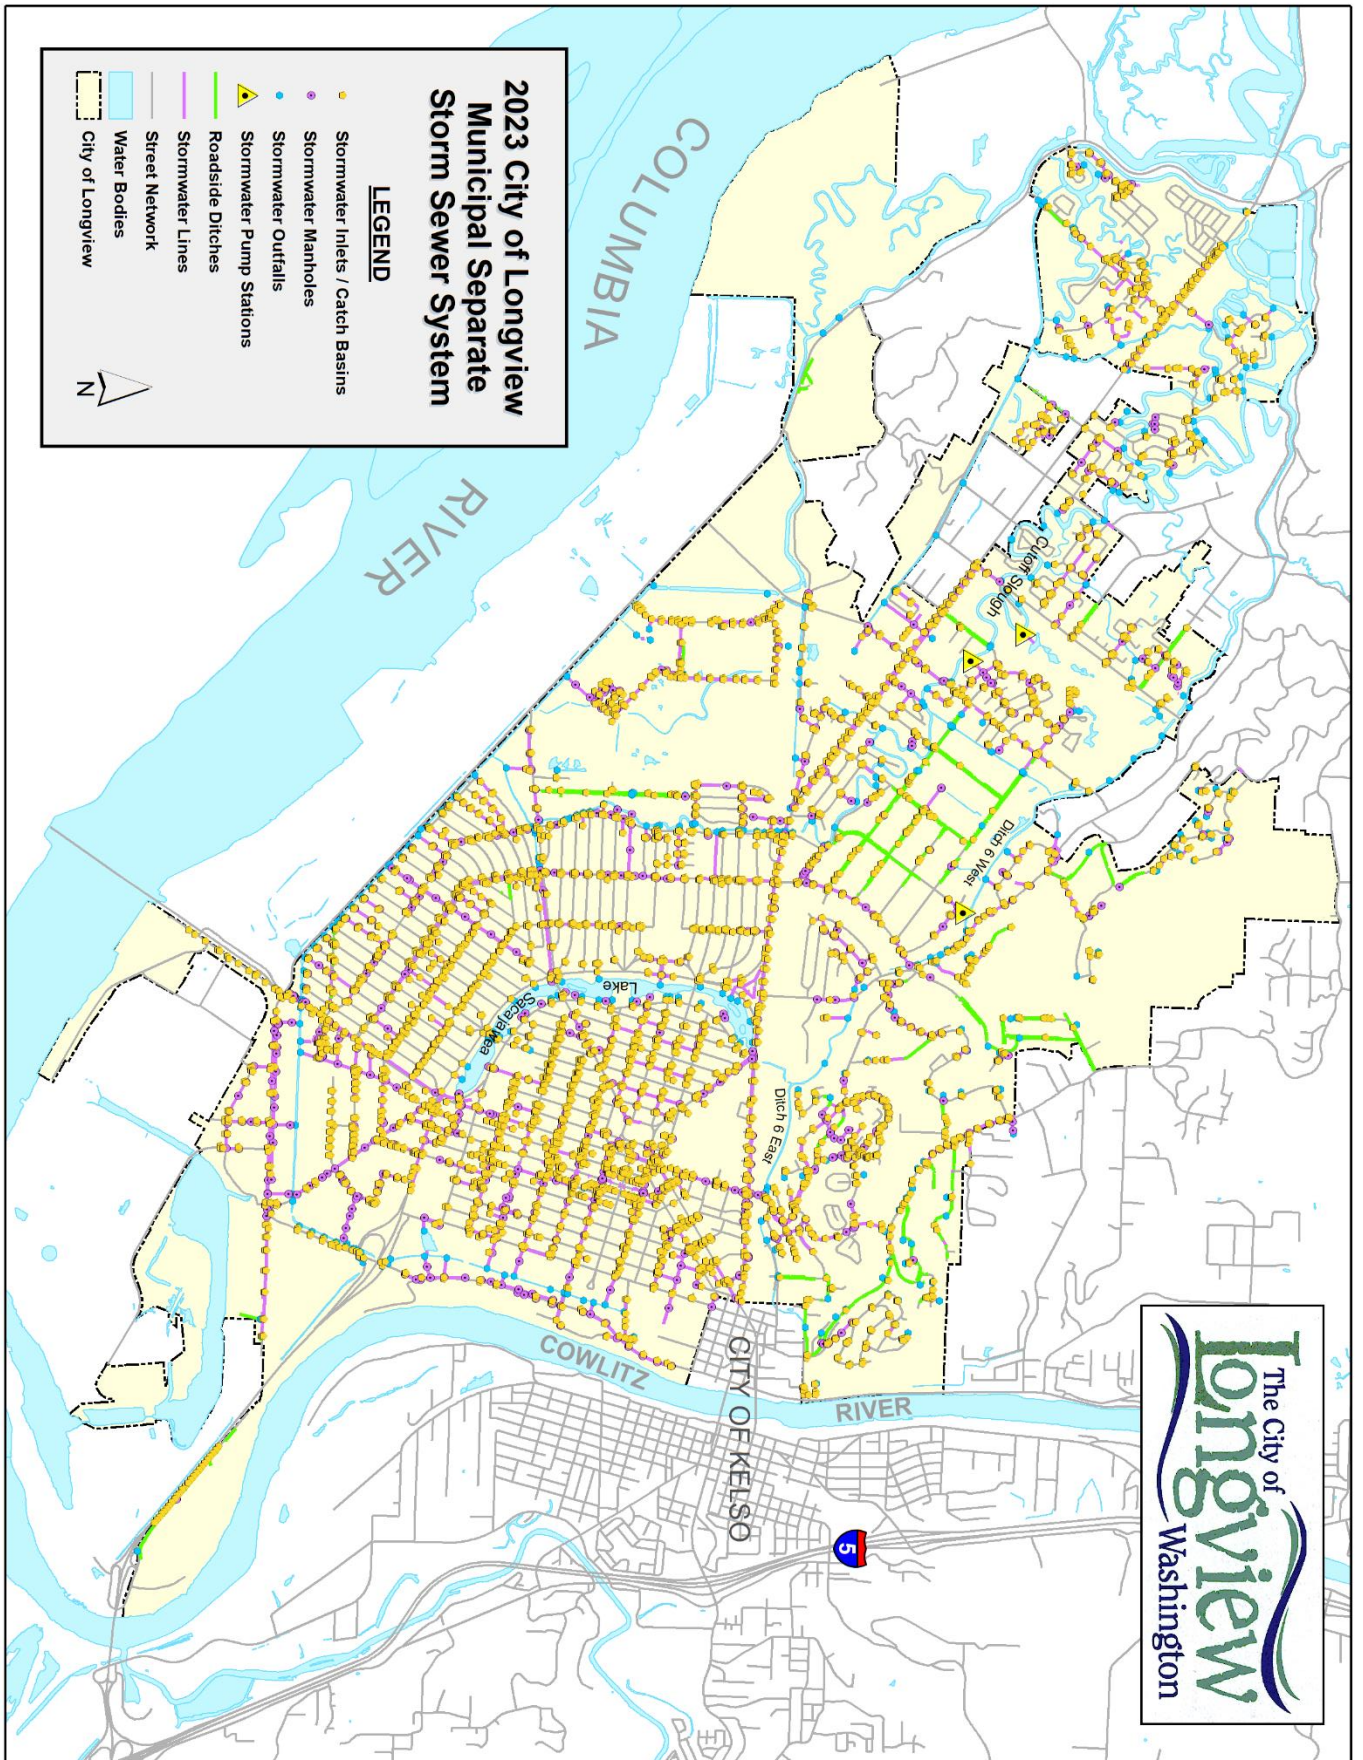 2023 City of Longview
Municipal Separate
Storm Sewer System
LEGEND
Stormwater Inlets / Catch Basins
Stormwater Manholes
Stormwater Outfalls
Stormwater Pump Stations
Roadside Ditches
Stormwater Lines
Street Network
Water Bodies
City of Longview
N
The City of
Longview
Washington
COLUMBIA
RIVER
Cutoff Slough
Ditch 6 West
Lake
Sacajawea
Ditch 6 East
COWLITZ
RIVER
CITY OF KELSO
5